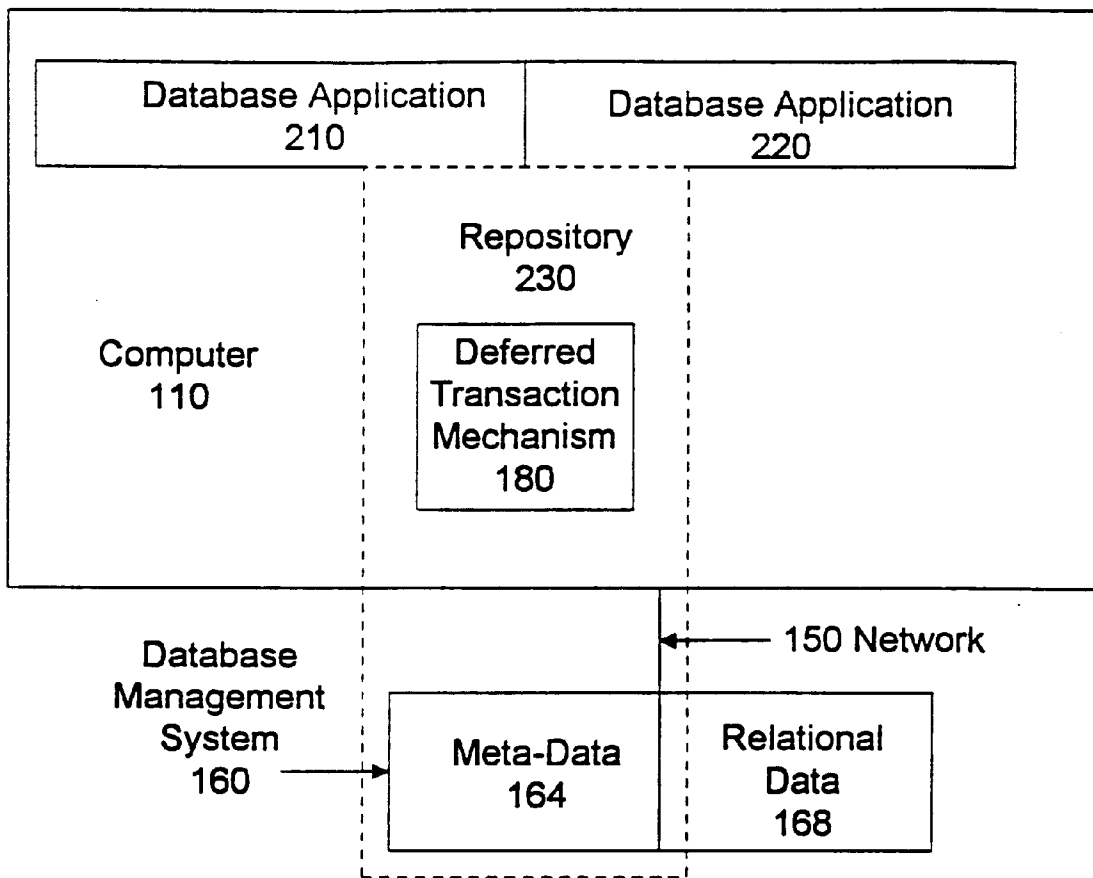 Database Application
210
Database Application
220
Repository
230
Computer
110
Deferred
Transaction
Mechanism
180
150 Network
Database
Management
System
160
Meta-Data
164
Relational
Data
168